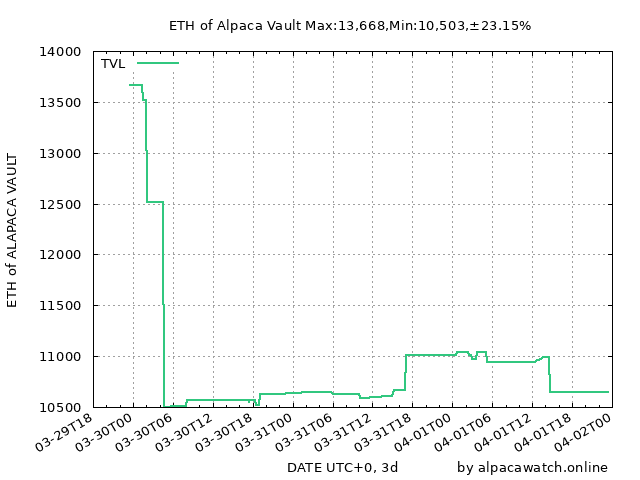 ETH of Alpaca Vault Max:13,668,Min:10,503,±23.15%
TVL
14000
13500
13000
12500
12000
11500
11000
10500
ETH of ALAPACA VAULT
03-29T18
03-30T00
03-30T06
03-30T12
03-30T18
03-31T00
03-31T06
03-31T12
03-31T18
04-01T00
04-01T06
04-01T12
04-01T18
04-02T00
DATE UTC+0, 3d
by alpacawatch.online